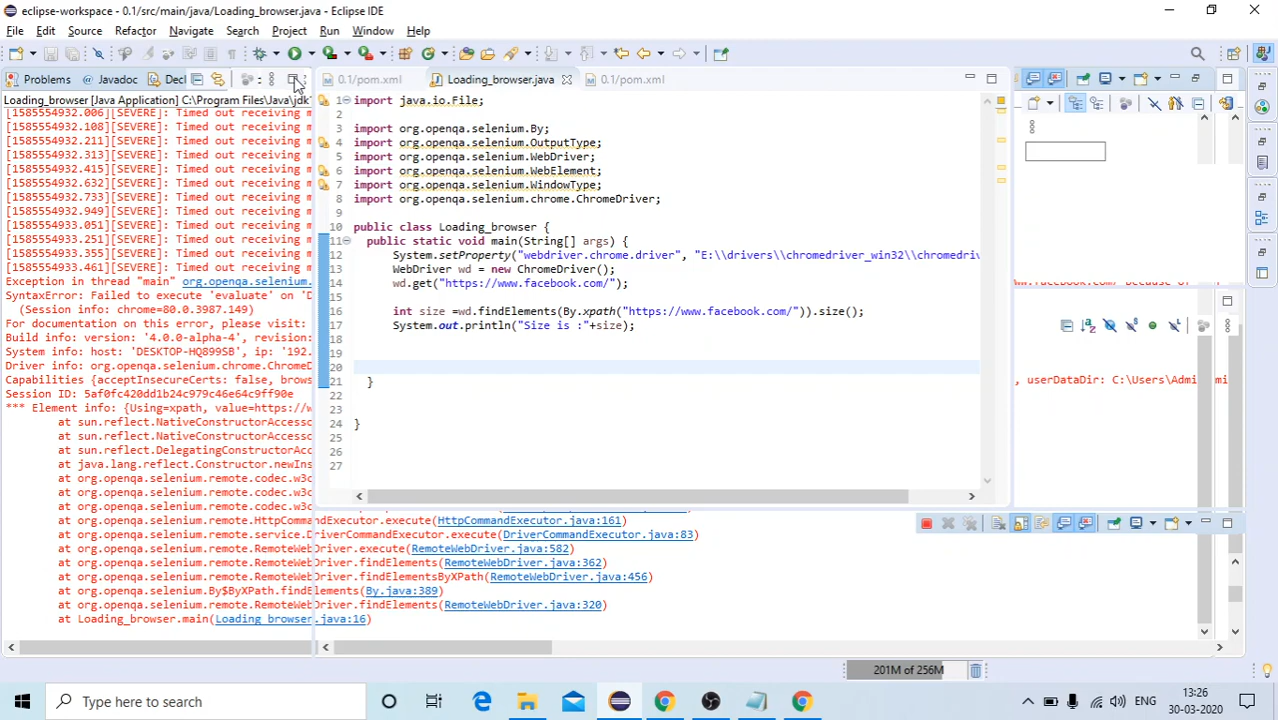 eclipse-workspace - 0.1/src/main/java/Loading_browser.java - Eclipse IDE
File Edit Source Refactor Navigate Search Project Run Window Help
Problems Javadoc Decl
0.1/pom.xml Loading_browser.java 0.1/pom.xml
Loading_browser [Java Application] C:\Program Files\Java\jdk
[1585554932.006][SEVERE]: Timed out receiving m
[1585554932.108][SEVERE]: Timed out receiving m
[1585554932.211][SEVERE]: Timed out receiving m
[1585554932.313][SEVERE]: Timed out receiving m
[1585554932.415][SEVERE]: Timed out receiving m
[1585554932.632][SEVERE]: Timed out receiving m
[1585554932.733][SEVERE]: Timed out receiving m
[1585554932.949][SEVERE]: Timed out receiving m
[1585554933.051][SEVERE]: Timed out receiving m
[1585554933.251][SEVERE]: Timed out receiving m
[1585554933.355][SEVERE]: Timed out receiving m
[1585554933.461][SEVERE]: Timed out receiving m
Exception in thread "main" org.openqa.selenium.
SyntaxError: Failed to execute 'evaluate' on 'D
(Session info: chrome=80.0.3987.149)
For documentation on this error, please visit:
Build info: version: '4.0.0-alpha-4', revision:
System info: host: 'DESKTOP-HQ899SB', ip: '192.
Driver info: org.openqa.selenium.chrome.ChromeD
Capabilities {acceptInsecureCerts: false, brows
Session ID: 5af0fc420dd1b24c979c46e64c9ff90e
*** Element info: {Using=xpath, value=https://w
at sun.reflect.NativeConstructorAccesso
at sun.reflect.NativeConstructorAccesso
at sun.reflect.DelegatingConstructorAcc
at java.lang.reflect.Constructor.newIns
at org.openqa.selenium.remote.codec.w3c
at org.openqa.selenium.remote.codec.w3c
at org.openqa.selenium.remote.codec.w3c
at org.openqa.selenium.remote.HttpCommandExecutor.execute(HttpCommandExecutor.java:161)
at org.openqa.selenium.remote.service.DriverCommandExecutor.execute(DriverCommandExecutor.java:83)
at org.openqa.selenium.remote.RemoteWebDriver.execute(RemoteWebDriver.java:582)
at org.openqa.selenium.remote.RemoteWebDriver.findElements(RemoteWebDriver.java:362)
at org.openqa.selenium.remote.RemoteWebDriver.findElementsByXPath(RemoteWebDriver.java:456)
at org.openqa.selenium.By$ByXPath.findElements(By.java:389)
at org.openqa.selenium.remote.RemoteWebDriver.findElements(RemoteWebDriver.java:320)
at Loading_browser.main(Loading_browser.java:16)
1 import java.io.File;
2
3 import org.openqa.selenium.By;
4 import org.openqa.selenium.OutputType;
5 import org.openqa.selenium.WebDriver;
6 import org.openqa.selenium.WebElement;
7 import org.openqa.selenium.WindowType;
8 import org.openqa.selenium.chrome.ChromeDriver;
9
10 public class Loading_browser {
11 public static void main(String[] args) {
12 System.setProperty("webdriver.chrome.driver", "E:\\drivers\\chromedriver_win32\\chromedriv
13 WebDriver wd = new ChromeDriver();
14 wd.get("https://www.facebook.com/");
15
16 int size =wd.findElements(By.xpath("https://www.facebook.com/")).size();
17 System.out.println("Size is :"+size);
18
19
20
21 }
22
23
24 }
25
26
27
, userDataDir: C:\Users\Admi
201M of 256M
Type here to search
ENG
13:26
30-03-2020